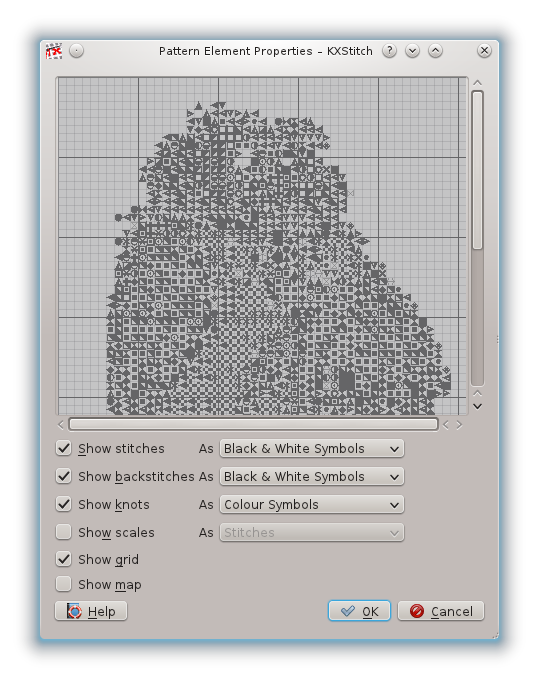 Pattern Element Properties – KXStitch
Show stitches As Black & White Symbols
Show backstitches As Black & White Symbols
Show knots As Colour Symbols
Show scales As Stitches
Show grid
Show map
Help OK Cancel